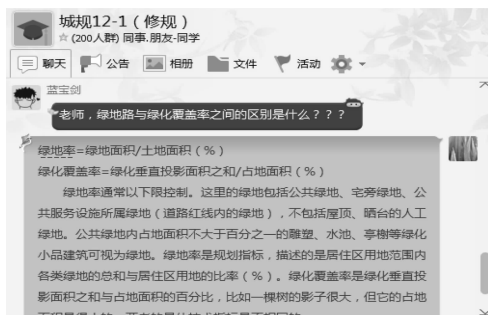 城规12-1（修规）
☆ (200人群) 同事.朋友-同学
聊天 公告 相册 文件 活动
蓝宝剑
老师，绿地路与绿化覆盖率之间的区别是什么？？？
绿地率=绿地面积/土地面积（%）
绿化覆盖率=绿化垂直投影面积之和/占地面积（%）
绿地率通常以下限控制。这里的绿地包括公共绿地、宅旁绿地、公
共服务设施所属绿地（道路红线内的绿地），不包括屋顶、晒台的人工
绿地。公共绿地内占地面积不大于百分之一的雕塑、水池、亭榭等绿化
小品建筑可视为绿地。绿地率是规划指标，描述的是居住区用地范围内
各类绿地的总和与居住区用地的比率（%）。绿化覆盖率是绿化垂直投
影面积之和与占地面积的百分比，比如一棵树的影子很大，但它的占地